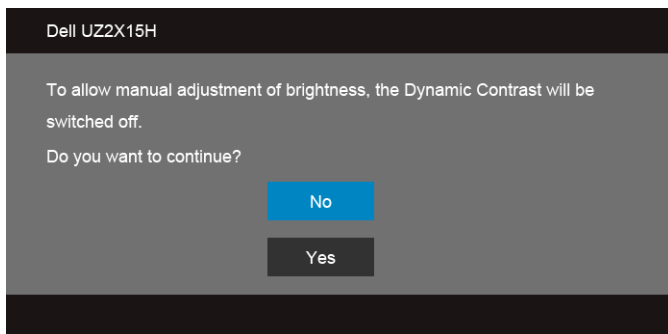 Dell UZ2X15H
To allow manual adjustment of brightness, the Dynamic Contrast will be
switched off.
Do you want to continue?
No
Yes